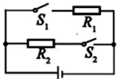 S₁ R₁
R₂ S₂